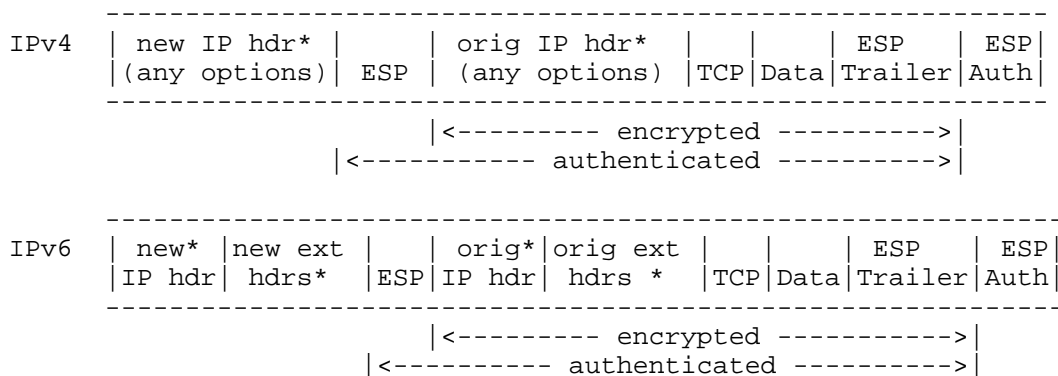 -----------------------------------------------------------
IPv4  | new IP hdr* |     | orig IP hdr*  |   |    | ESP   | ESP|
      |(any options)| ESP | (any options) |TCP|Data|Trailer|Auth|
      -----------------------------------------------------------
                          |<--------- encrypted ---------->|
                    |<----------- authenticated ---------->|
      ------------------------------------------------------------
IPv6  | new* |new ext |   | orig*|orig ext |   |    | ESP   | ESP|
      |IP hdr| hdrs*  |ESP|IP hdr| hdrs *  |TCP|Data|Trailer|Auth|
      ------------------------------------------------------------
                          |<--------- encrypted ----------->|
                      |<---------- authenticated ---------->|